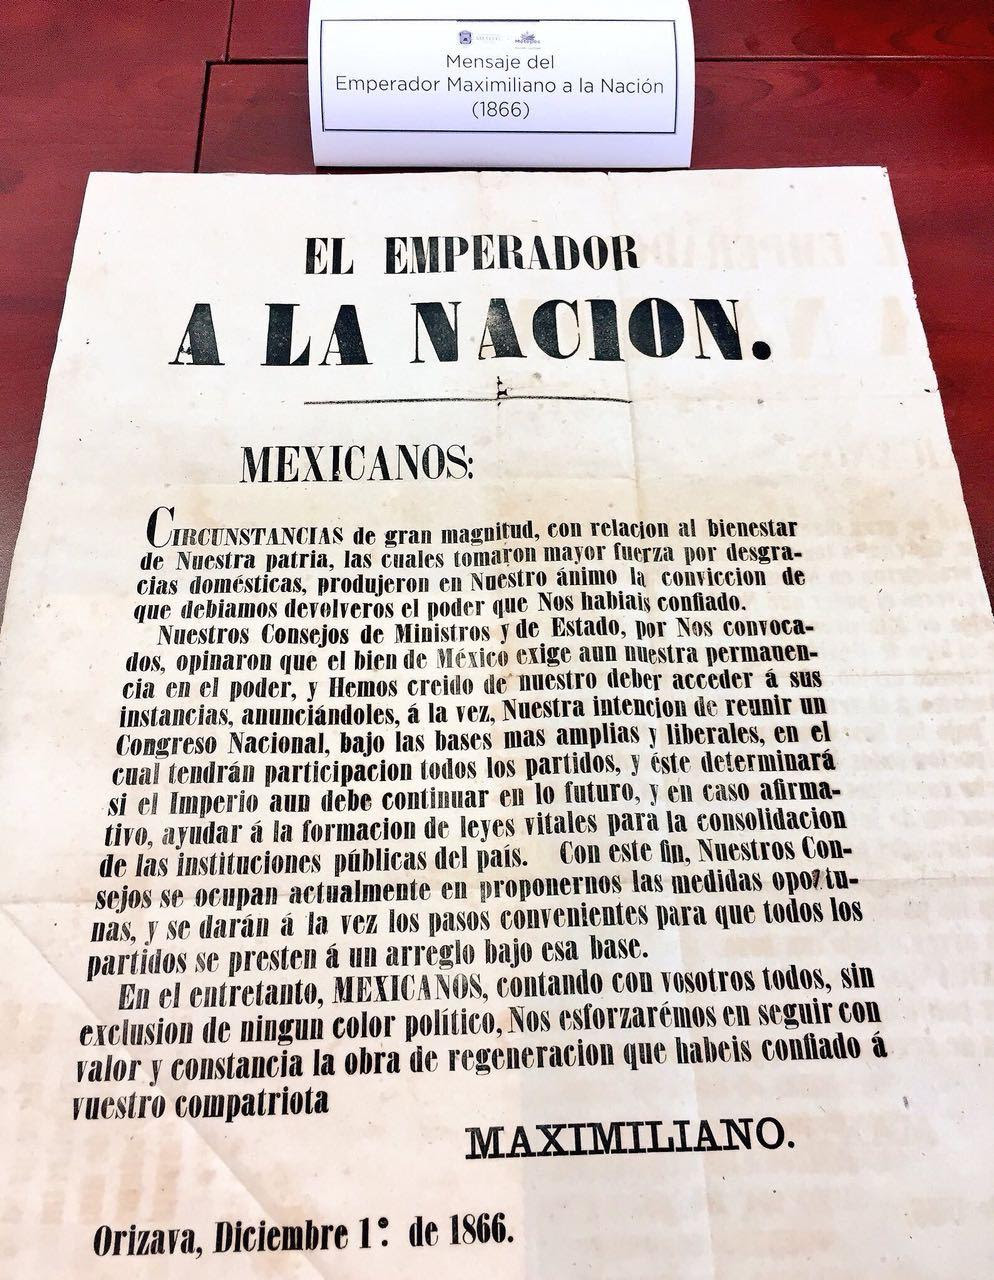 Mensaje del
Emperador Maximiliano a la Nación
(1866)
EL EMPERADOR
A LA NACION.
MEXICANOS:
CIRCUNSTANCIAS de gran magnitud, con relacion al bienestar
de Nuestra patria, las cuales tomaron mayor fuerza por desgra-
cias domésticas, produjeron en Nuestro ánimo la conviccion de
que debiamos devolveros el poder que Nos habiais confiado.
Nuestros Consejos de Ministros y de Estado, por Nos convoca-
dos, opinaron que el bien de México exige aun nuestra permanen-
cia en el poder, y Hemos creido de nuestro deber acceder á sus
instancias, anunciándoles, á la vez, Nuestra intencion de reunir un
Congreso Nacional, bajo las bases mas amplias y liberales, en el
cual tendrán participacion todos los partidos, y éste determinará
si el Imperio aun debe continuar en lo futuro, y en caso afirma-
tivo, ayudar á la formacion de leyes vitales para la consolidacion
de las instituciones públicas del país. Con este fin, Nuestros Con-
sejos se ocupan actualmente en proponernos las medidas oportu-
nas, y se darán á la vez los pasos convenientes para que todos los
partidos se presten á un arreglo bajo esa base.
En el entretanto, MEXICANOS, contando con vosotros todos, sin
exclusion de ningun color político, Nos esforzarémos en seguir con
valor y constancia la obra de regeneracion que habeis confiado á
vuestro compatriota
MAXIMILIANO.
Orizava, Diciembre 1º de 1866.